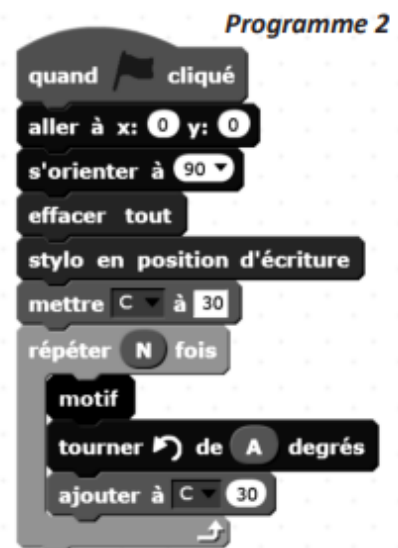 Programme 2
quand cliqué
aller à x: 0 y: 0
s'orienter à 90
effacer tout
stylo en position d'écriture
mettre C à 30
répéter N fois
motif
tourner de A degrés
ajouter à C 30